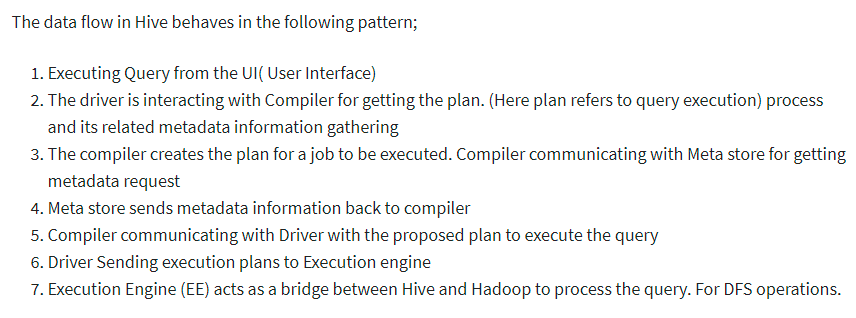 The data flow in Hive behaves in the following pattern;
1. Executing Query from the UI( User Interface)
2. The driver is interacting with Compiler for getting the plan. (Here plan refers to query execution) process
and its related metadata information gathering
3. The compiler creates the plan for a job to be executed. Compiler communicating with Meta store for getting
metadata request
4. Meta store sends metadata information back to compiler
5. Compiler communicating with Driver with the proposed plan to execute the query
6. Driver Sending execution plans to Execution engine
7. Execution Engine (EE) acts as a bridge between Hive and Hadoop to process the query. For DFS operations.